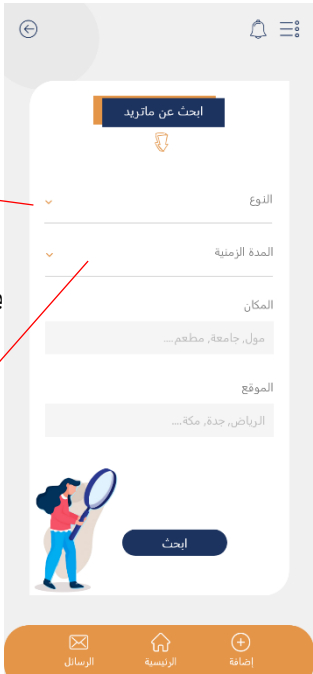 ابحث عن ماتريد
النوع
المدة الزمنية
المكان
مول, جامعة, مطعم....
الموقع
الرياض, جدة, مكة....
ابحث
إضافة
الرئيسية
الرسائل